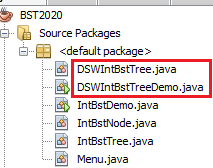 BST2020
Source Packages
<default package>
DSWIntBstTree.java
DSWIntBstTreeDemo.java
IntBstDemo.java
IntBstNode.java
IntBstTree.java
Menu.java